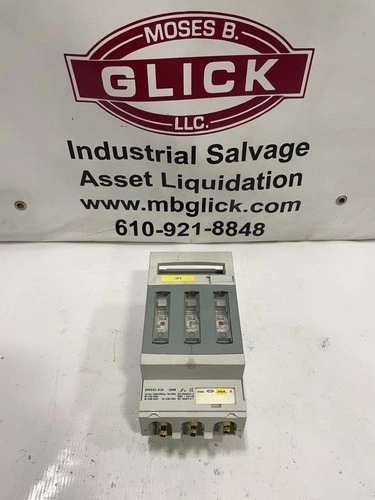 MOSES B.
GLICK
LLC.
Industrial Salvage
Asset Liquidation
www.mbglick.com
610-921-8848